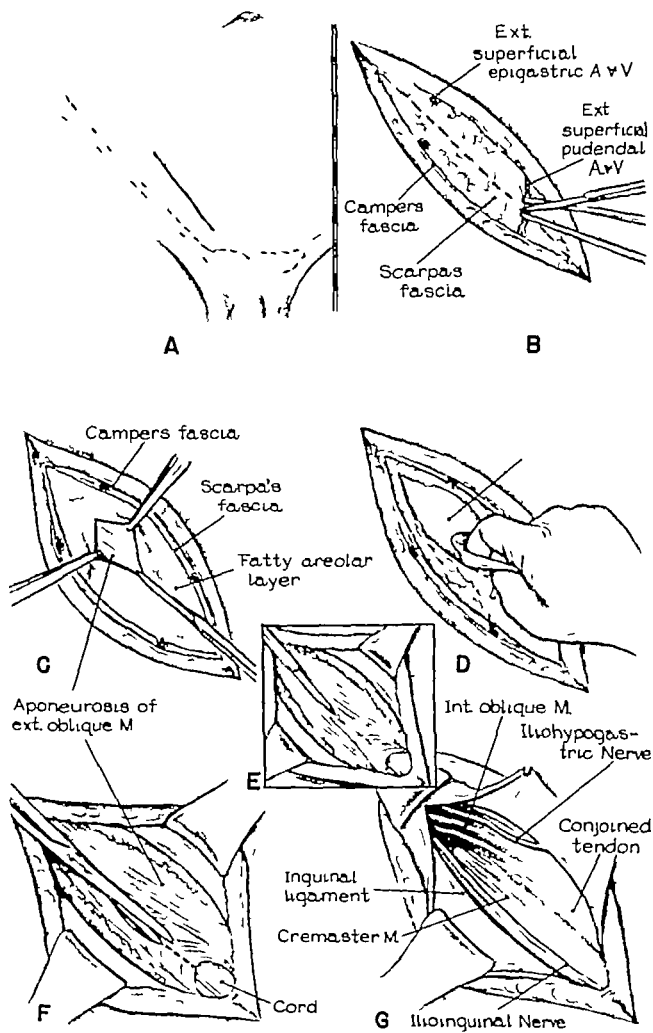 Ext.
superficial
epigastric A & V
Ext
superficial
pudendal
A & V
Campers
fascia
Scarpas
fascia
A
B
Campers fascia
Scarpa's
fascia
Fatty areolar
layer
C
D
Aponeurosis of
ext. oblique M
E
Int. oblique M.
Iliohypogas-
tric Nerve
Conjoined
tendon
Inguinal
ligament
Cremaster M.
F
Cord
G
Ilioinguinal Nerve